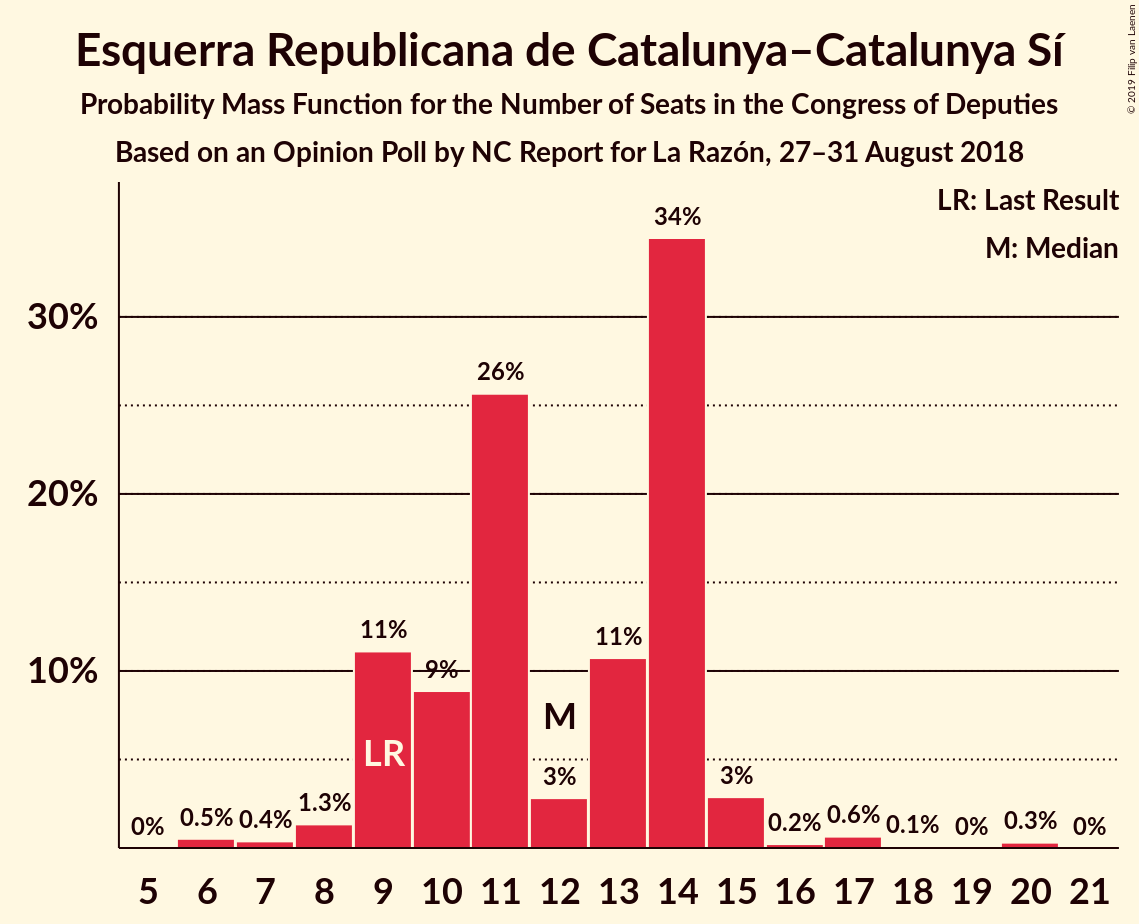 Esquerra Republicana de Catalunya–Catalunya Sí
Probability Mass Function for the Number of Seats in the Congress of Deputies
Based on an Opinion Poll by NC Report for La Razón, 27–31 August 2018
© 2019 Filip van Laenen
LR: Last Result
M: Median
34%
30%
26%
20%
11%
11%
10%
9%
M
LR
3%
3%
1.3%
0% 0.5% 0.4% 0.2% 0.6% 0.1% 0% 0.3% 0%
5 6 7 8 9 10 11 12 13 14 15 16 17 18 19 20 21